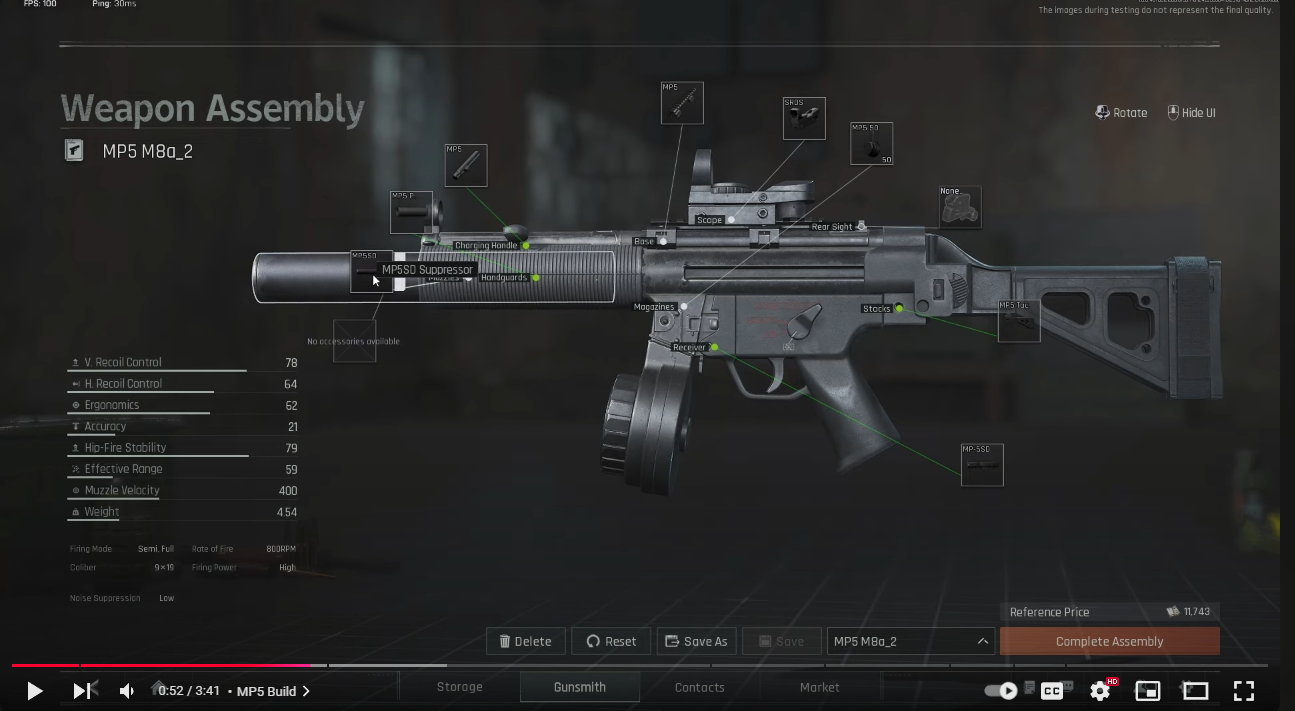 FPS: 100 Ping: 30ms
The images during testing do not represent the final quality.
Weapon Assembly
MP5 M8a_2
Rotate Hide UI
MP5
SRDS
MP5 50
50
MP5
None
MP5 P
Scope
Rear Sight
Base
Charging Handle
MP5SD
MP5SD Suppressor
Muzzles
Handguards
Magazines
Stocks
MP5 Tac
Receiver
No accessories available
MP-5SD
V. Recoil Control 78
H. Recoil Control 64
Ergonomics 62
Accuracy 21
Hip-Fire Stability 79
Effective Range 59
Muzzle Velocity 400
Weight 4.54
Firing Mode Semi, Full Rate of Fire 800RPM
Caliber 9×19 Firing Power High
Noise Suppression Low
Reference Price 11,743
Delete Reset Save As Save MP5 M8a_2 Complete Assembly
0:52 / 3:41 • MP5 Build
Storage Gunsmith Contacts Market
CC HD